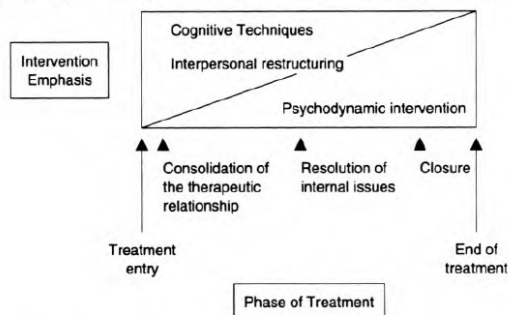 Cognitive Techniques
Intervention
Emphasis
Interpersonal restructuring
Psychodynamic intervention
Consolidation of
the therapeutic
relationship
Resolution of
internal issues
Closure
Treatment
entry
End of
treatment
Phase of Treatment